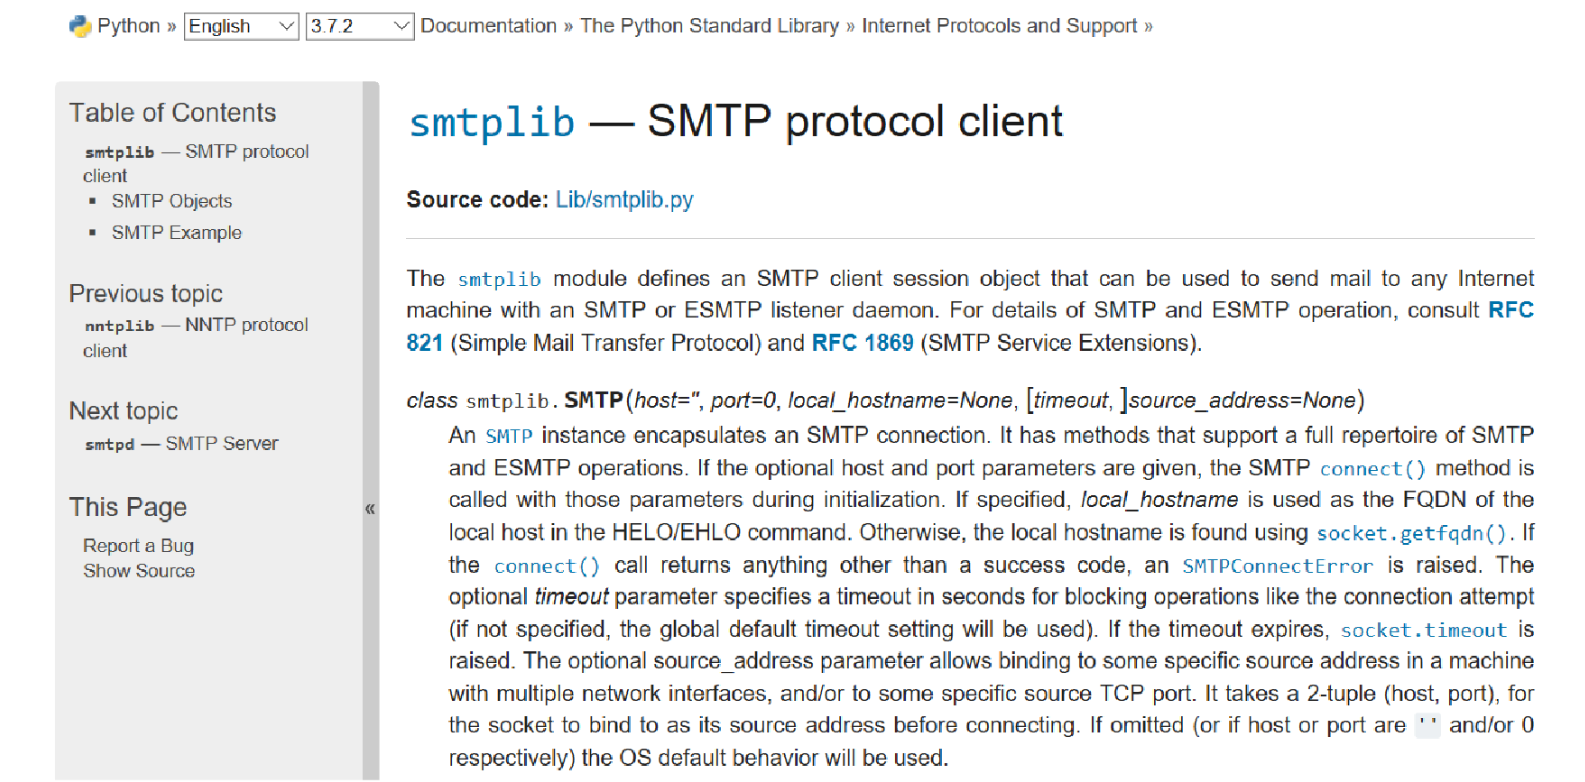 Python » English 3.7.2 Documentation » The Python Standard Library » Internet Protocols and Support »
Table of Contents
smtplib — SMTP protocol
client
▪ SMTP Objects
▪ SMTP Example
Previous topic
nntplib — NNTP protocol
client
Next topic
smtpd — SMTP Server
This Page
Report a Bug
Show Source
«
smtplib — SMTP protocol client
Source code: Lib/smtplib.py
The smtplib module defines an SMTP client session object that can be used to send mail to any Internet
machine with an SMTP or ESMTP listener daemon. For details of SMTP and ESMTP operation, consult RFC
821 (Simple Mail Transfer Protocol) and RFC 1869 (SMTP Service Extensions).
class smtplib.SMTP(host='', port=0, local_hostname=None, [timeout, ]source_address=None)
An SMTP instance encapsulates an SMTP connection. It has methods that support a full repertoire of SMTP
and ESMTP operations. If the optional host and port parameters are given, the SMTP connect() method is
called with those parameters during initialization. If specified, local_hostname is used as the FQDN of the
local host in the HELO/EHLO command. Otherwise, the local hostname is found using socket.getfqdn(). If
the connect() call returns anything other than a success code, an SMTPConnectError is raised. The
optional timeout parameter specifies a timeout in seconds for blocking operations like the connection attempt
(if not specified, the global default timeout setting will be used). If the timeout expires, socket.timeout is
raised. The optional source_address parameter allows binding to some specific source address in a machine
with multiple network interfaces, and/or to some specific source TCP port. It takes a 2-tuple (host, port), for
the socket to bind to as its source address before connecting. If omitted (or if host or port are '' and/or 0
respectively) the OS default behavior will be used.